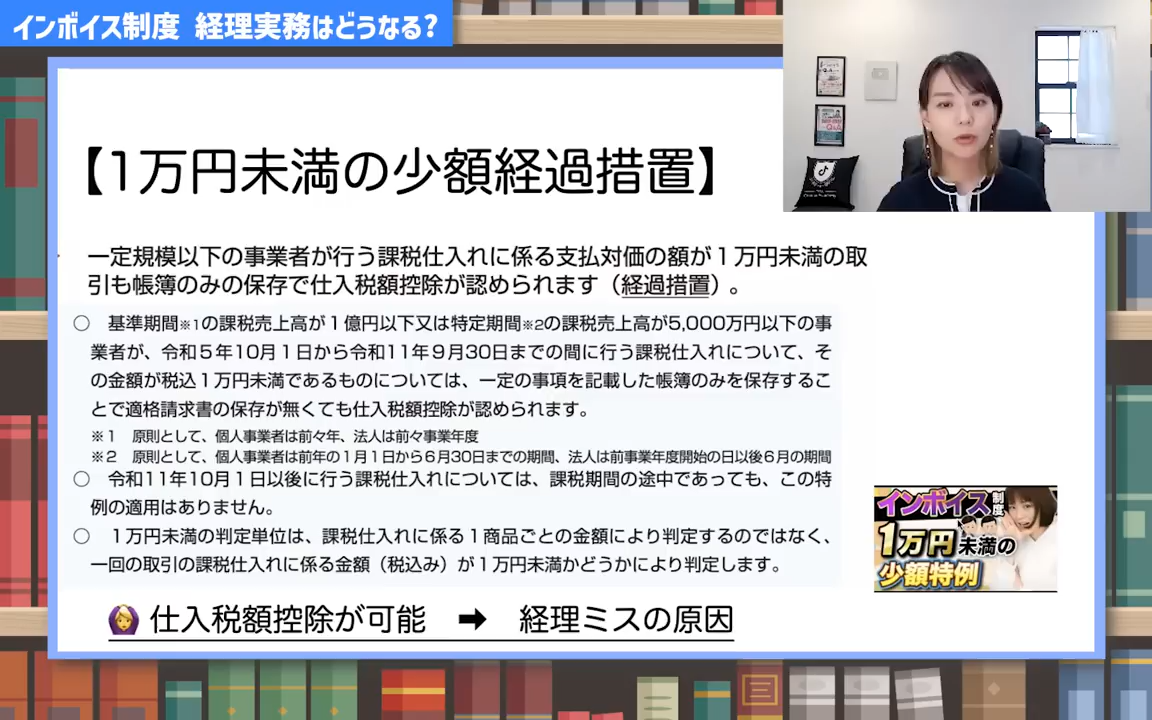 インボイス制度 経理実務はどうなる?
【1万円未満の少額経過措置】
一定規模以下の事業者が行う課税仕入れに係る支払対価の額が1万円未満の取
引も帳簿のみの保存で仕入税額控除が認められます（経過措置）。
○ 基準期間※1の課税売上高が１億円以下又は特定期間※2の課税売上高が5,000万円以下の事
業者が、令和５年10月１日から令和11年９月30日までの間に行う課税仕入れについて、そ
の金額が税込１万円未満であるものについては、一定の事項を記載した帳簿のみを保存するこ
とで適格請求書の保存が無くても仕入税額控除が認められます。
※１ 原則として、個人事業者は前々年、法人は前々事業年度
※２ 原則として、個人事業者は前年の１月１日から６月30日までの期間、法人は前事業年度開始の日以後６月の期間
○ 令和11年10月１日以後に行う課税仕入れについては、課税期間の途中であっても、この特
例の適用はありません。
○ １万円未満の判定単位は、課税仕入れに係る１商品ごとの金額により判定するのではなく、
一回の取引の課税仕入れに係る金額（税込み）が１万円未満かどうかにより判定します。
仕入税額控除が可能 ➡ 経理ミスの原因
インボイス制度
1万円未満の
少額特例